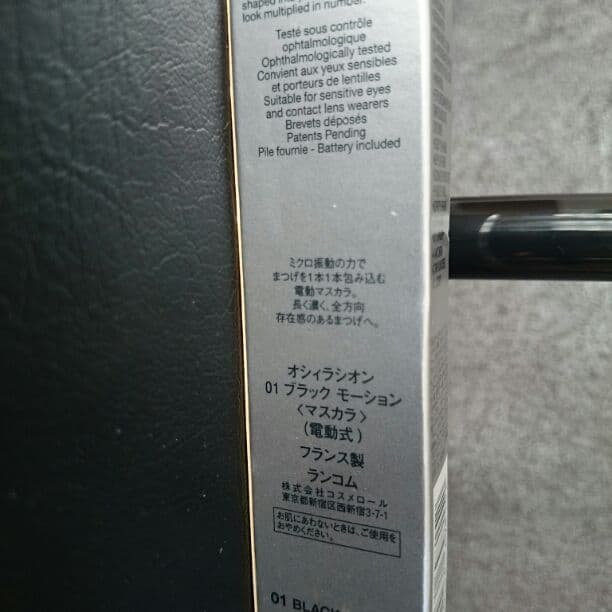 shaped
look multiplied in number.
Testé sous contrôle
ophtalmologique
Ophthalmologically tested
Convient aux yeux sensibles
et porteurs de lentilles
Suitable for sensitive eyes
and contact lens wearers
Brevets déposés
Patents Pending
Pile fournie - Battery included
ミクロ振動の力で
まつげを1本1本包み込む
電動マスカラ。
長く濃く、全方向
存在感のあるまつげへ。
オシィラシオン
01 ブラック モーション
〈マスカラ〉
(電動式)
フランス製
ランコム
株式会社コスメロール
東京都新宿区西新宿3-7-1
お肌にあわないときは、ご使用を
おやめください。
01 BLACK